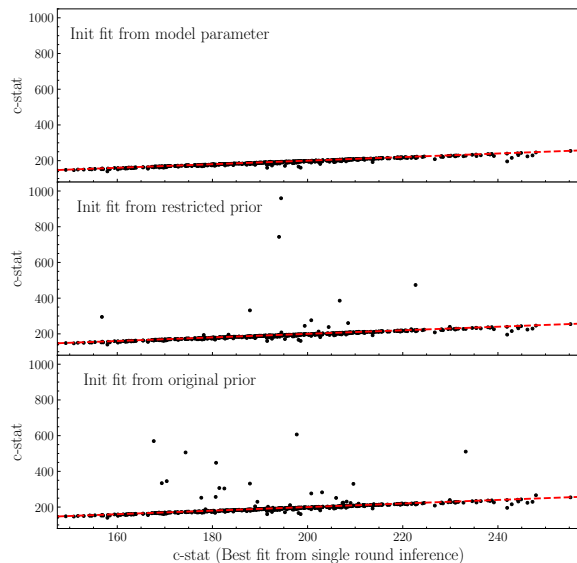 1000
Init fit from model parameter
800
600
c-stat
400
200
1000
Init fit from restricted prior
800
600
c-stat
400
200
1000
Init fit from original prior
800
600
c-stat
400
200
160 180 200 220 240
c-stat (Best fit from single round inference)